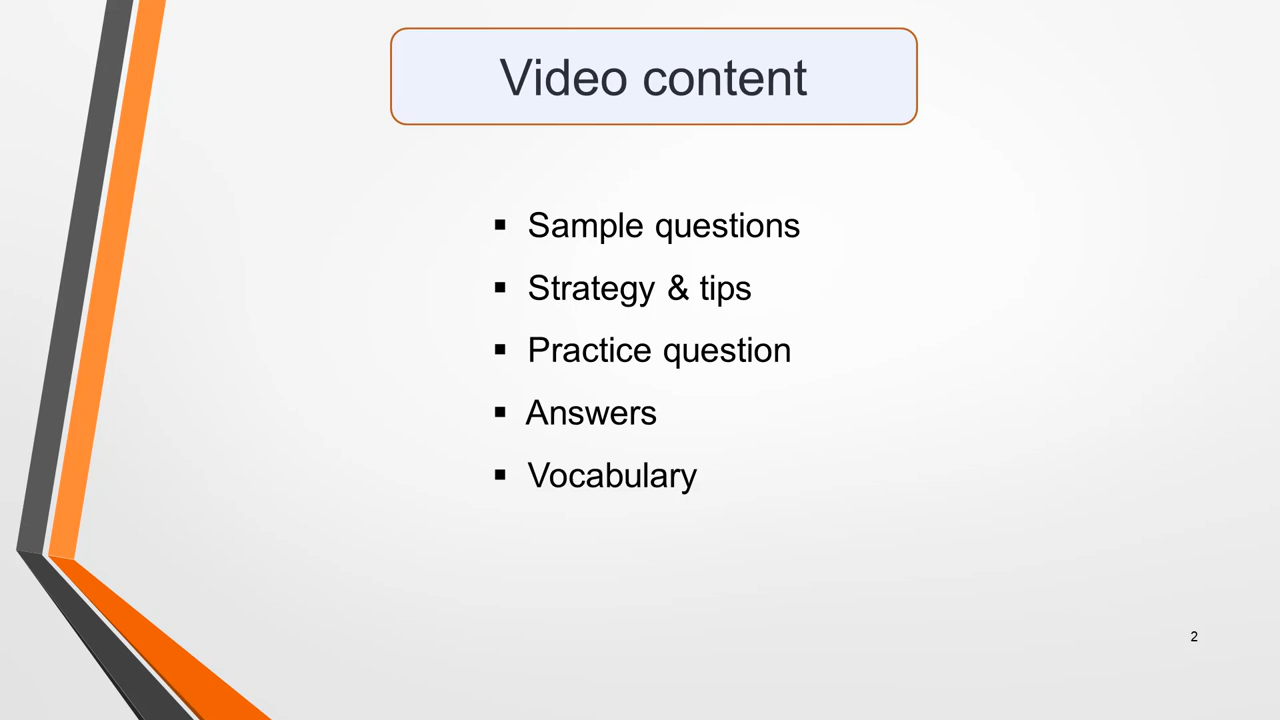 Video content
▪ Sample questions
▪ Strategy & tips
▪ Practice question
▪ Answers
▪ Vocabulary
2